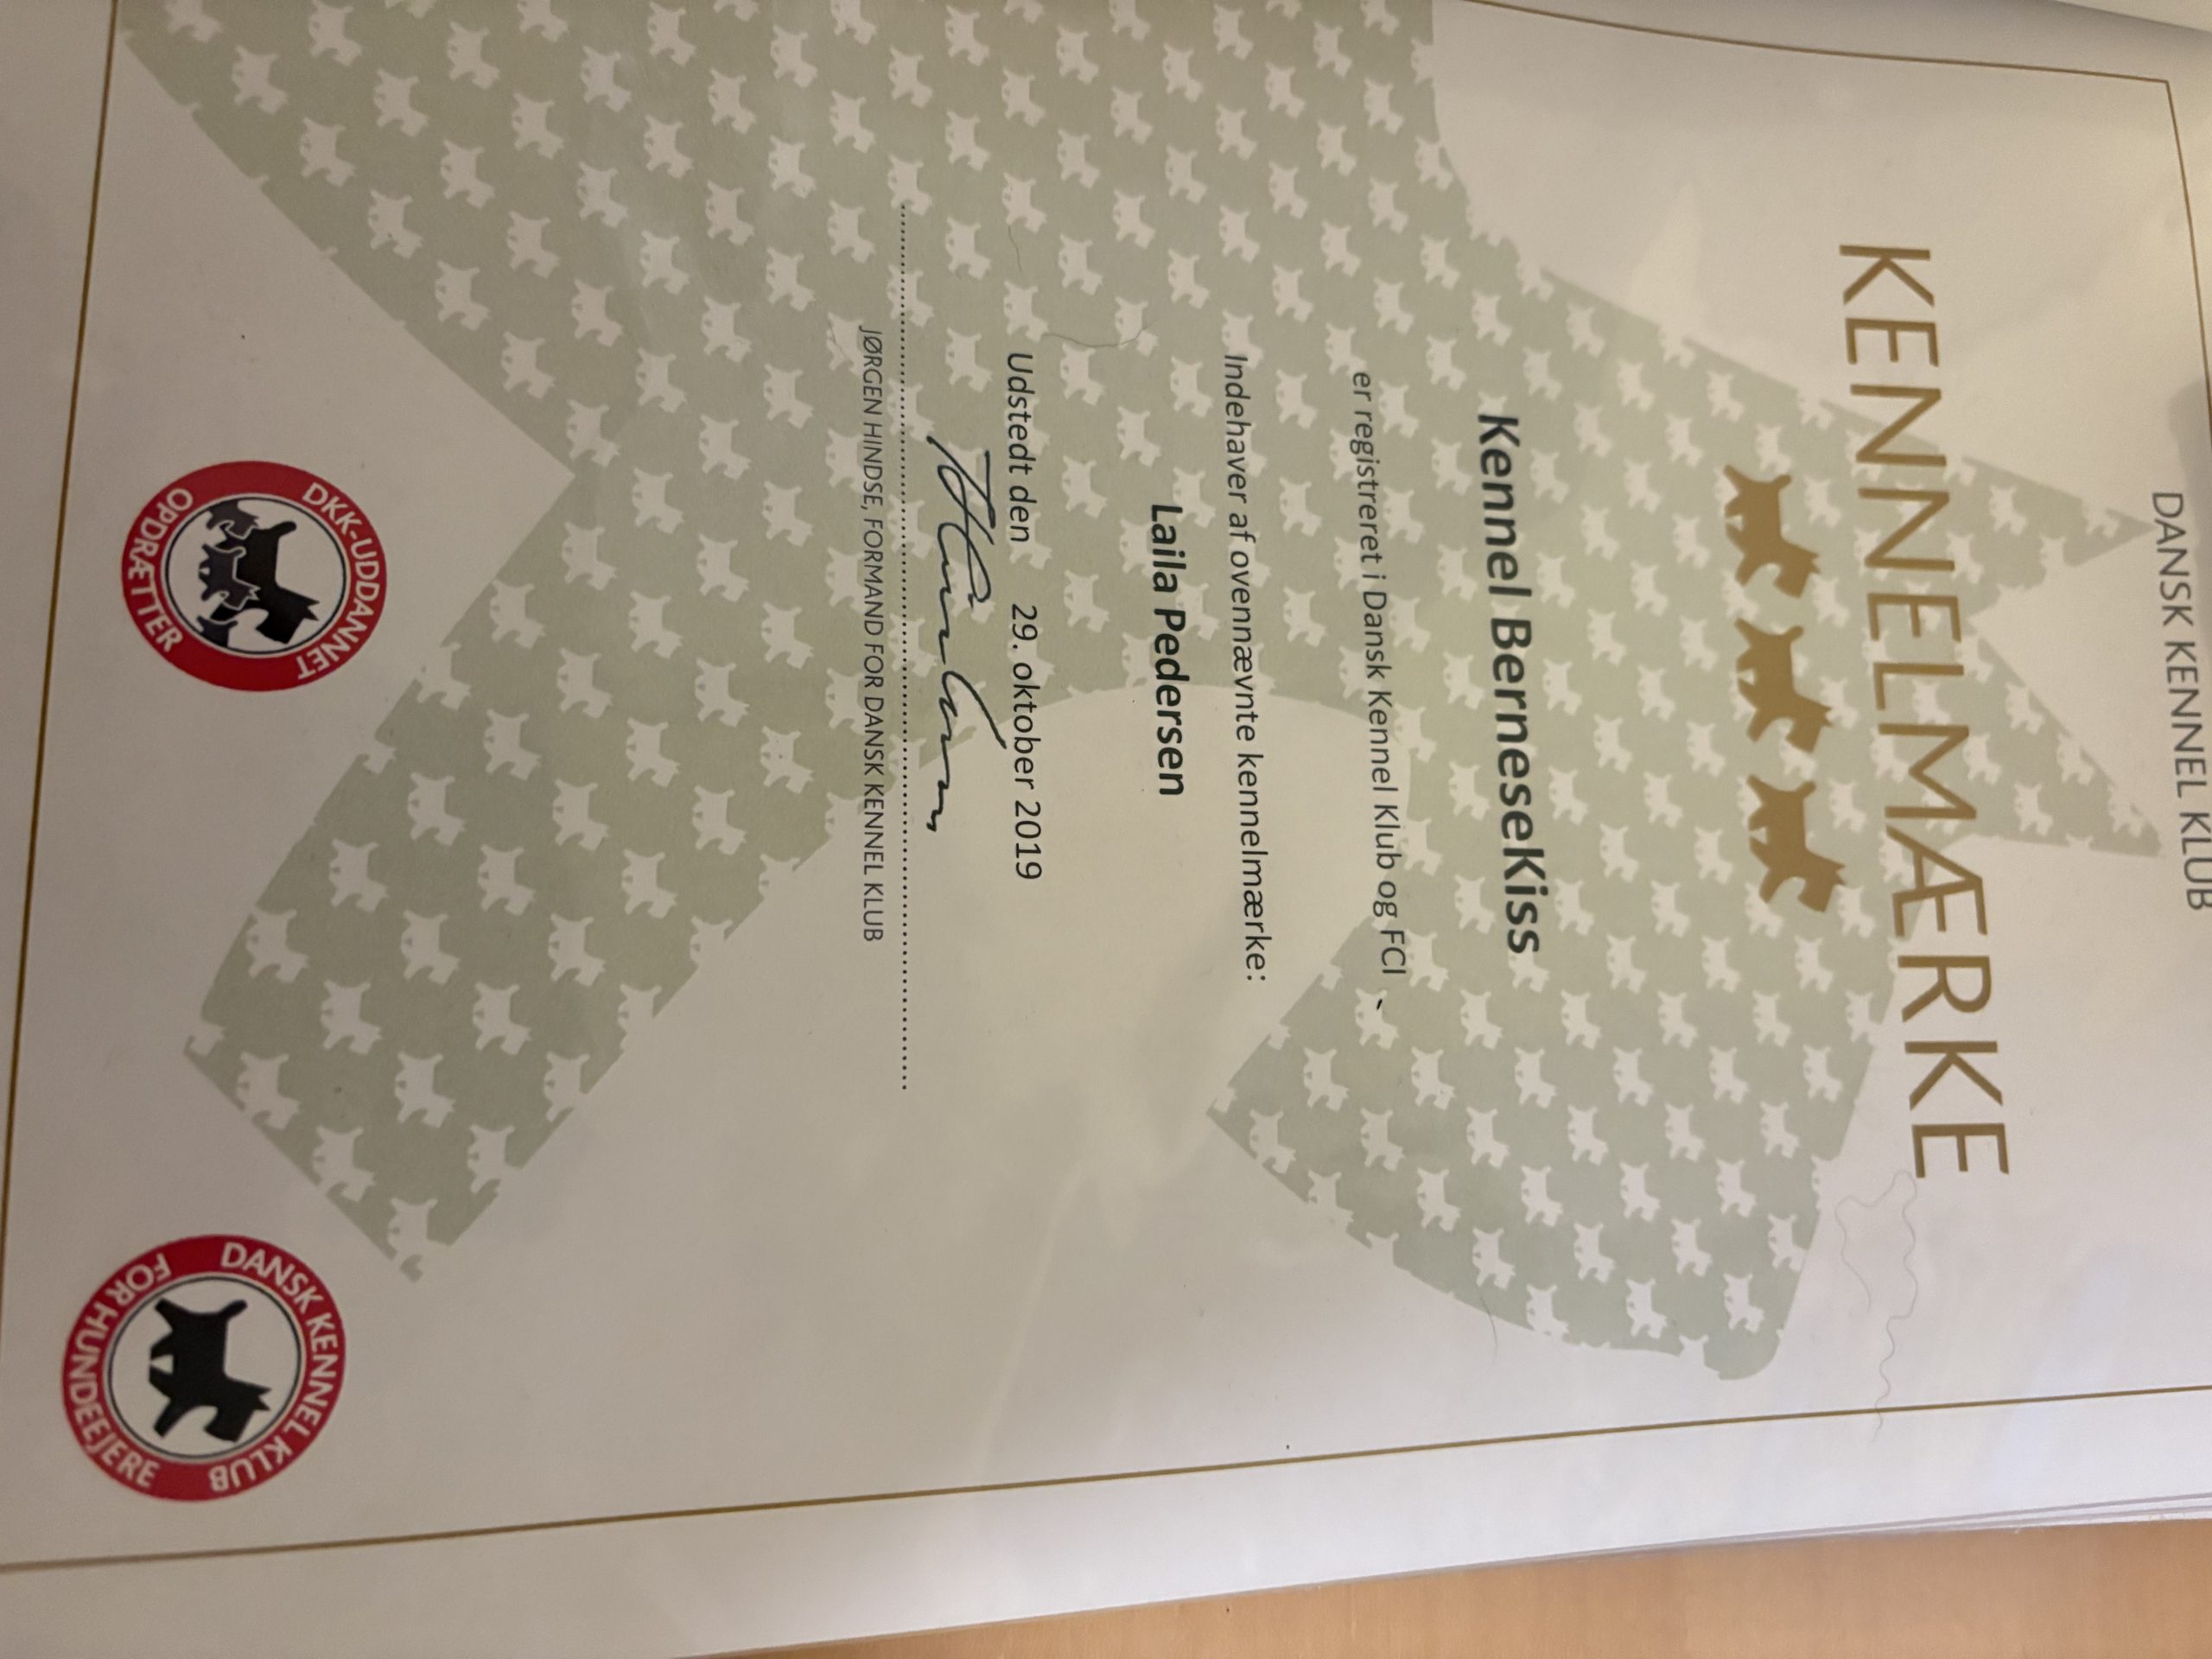 DANSK KENNEL KLUB
KENNELMÆRKE
Kennel BerneseKiss
er registreret i Dansk Kennel Klub og FCI
Indehaver af ovennævnte kennelmærke:
Laila Pedersen
Udstedt den 29. oktober 2019
JØRGEN HINDSE, FORMAND FOR DANSK KENNEL KLUB
DKK-UDDANNET
OPDRÆTTER
DANSK KENNEL KLUB
FOR HUNDEEJERE